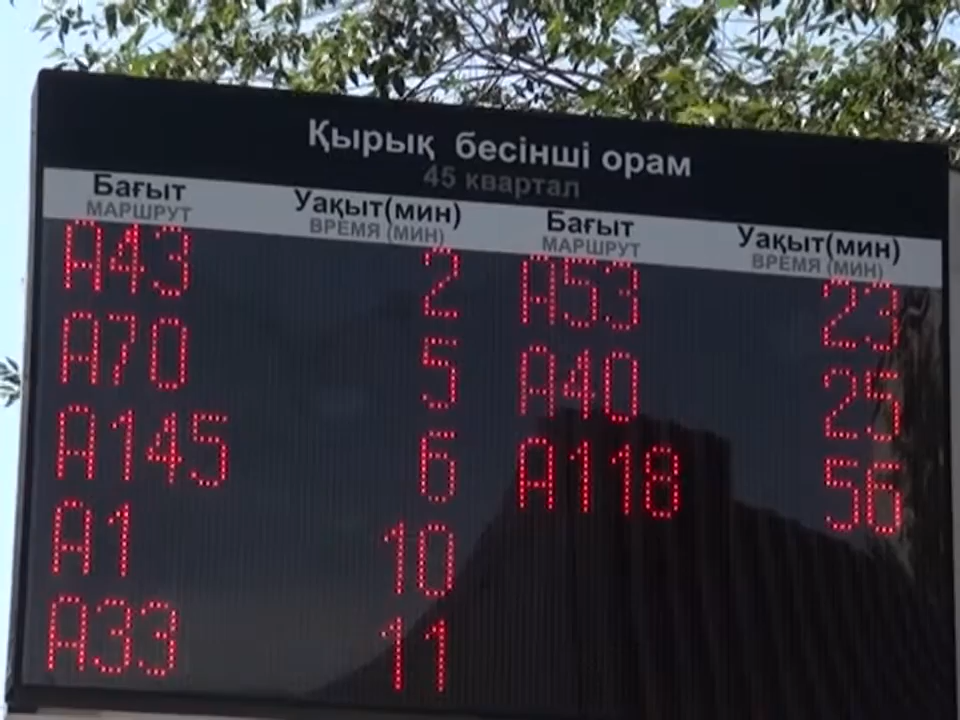 Қырық бесінші орам
45 квартал
Бағыт Уақыт(мин) Бағыт Уақыт(мин)
МАРШРУТ ВРЕМЯ (МИН) МАРШРУТ ВРЕМЯ (МИН)
A43 2 A53 23
A70 5 A40 25
A145 6 A118 56
A1 10
A33 11